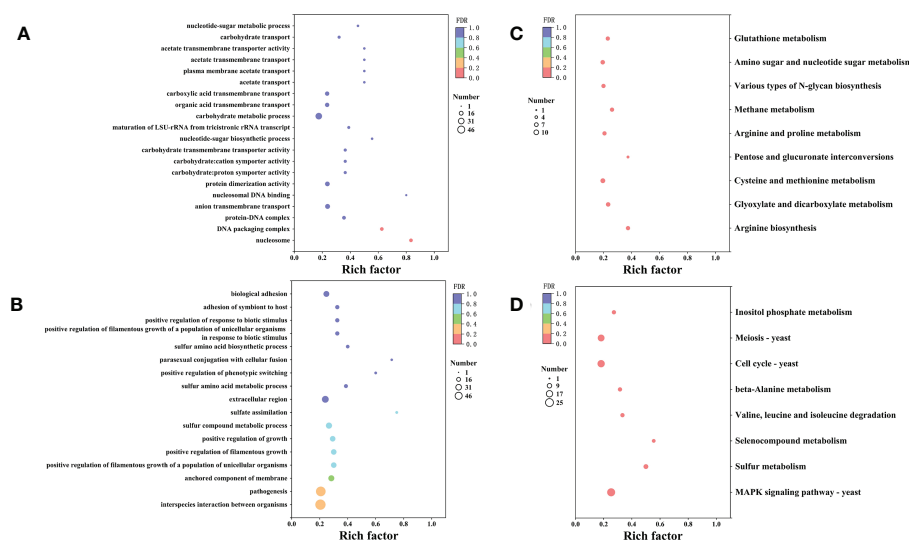 A
nucleotide-sugar metabolic process
carbohydrate transport
acetate transmembrane transporter activity
acetate transmembrane transport
plasma membrane acetate transport
acetate transport
carboxylic acid transmembrane transport
organic acid transmembrane transport
carbohydrate metabolic process
maturation of LSU-rRNA from tricistronic rRNA transcript
nucleotide-sugar biosynthetic process
carbohydrate transmembrane transporter activity
carbohydrate:cation symporter activity
carbohydrate:proton symporter activity
protein dimerization activity
nucleosomal DNA binding
anion transmembrane transport
protein-DNA complex
DNA packaging complex
nucleosome
0.0 0.2 0.4 0.6 0.8 1.0
Rich factor
FDR
1.0
0.8
0.6
0.4
0.2
0.0
Number
1
16
31
46
C
Glutathione metabolism
Amino sugar and nucleotide sugar metabolism
Various types of N-glycan biosynthesis
Methane metabolism
Arginine and proline metabolism
Pentose and glucuronate interconversions
Cysteine and methionine metabolism
Glyoxylate and dicarboxylate metabolism
Arginine biosynthesis
0.0 0.2 0.4 0.6 0.8 1.0
Rich factor
FDR
1.0
0.8
0.6
0.4
0.2
0.0
Number
1
4
7
10
B
biological adhesion
adhesion of symbiont to host
positive regulation of response to biotic stimulus
positive regulation of filamentous growth of a population of unicellular organisms
in response to biotic stimulus
sulfur amino acid biosynthetic process
parasexual conjugation with cellular fusion
positive regulation of phenotypic switching
sulfur amino acid metabolic process
extracellular region
sulfate assimilation
sulfur compound metabolic process
positive regulation of growth
positive regulation of filamentous growth
positive regulation of filamentous growth of a population of unicellular organisms
anchored component of membrane
pathogenesis
interspecies interaction between organisms
0.0 0.2 0.4 0.6 0.8 1.0
Rich factor
FDR
1.0
0.8
0.6
0.4
0.2
0.0
Number
1
16
31
46
D
Inositol phosphate metabolism
Meiosis - yeast
Cell cycle - yeast
beta-Alanine metabolism
Valine, leucine and isoleucine degradation
Selenocompound metabolism
Sulfur metabolism
MAPK signaling pathway - yeast
0.0 0.2 0.4 0.6 0.8 1.0
Rich factor
FDR
1.0
0.8
0.6
0.4
0.2
0.0
Number
1
9
17
25